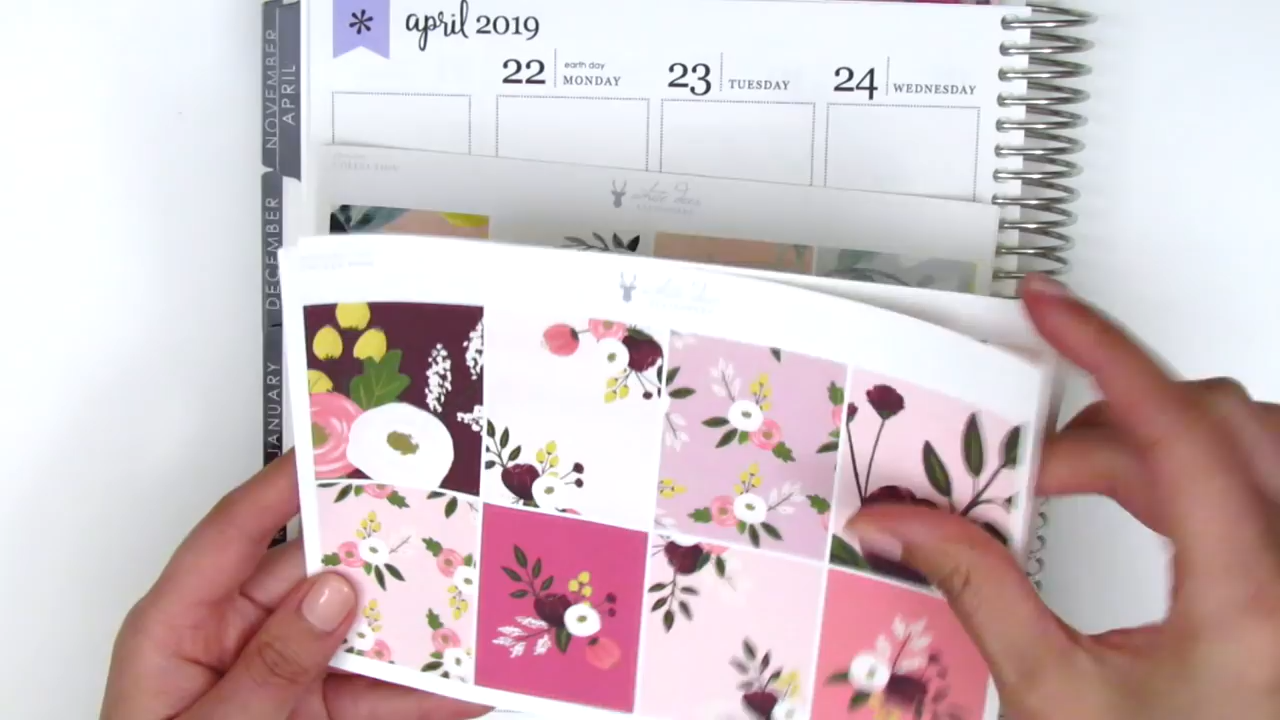 * april 2019
22 earth day MONDAY
23 TUESDAY
24 WEDNESDAY
NOVEMBER
APRIL
DECEMBER
JANUARY